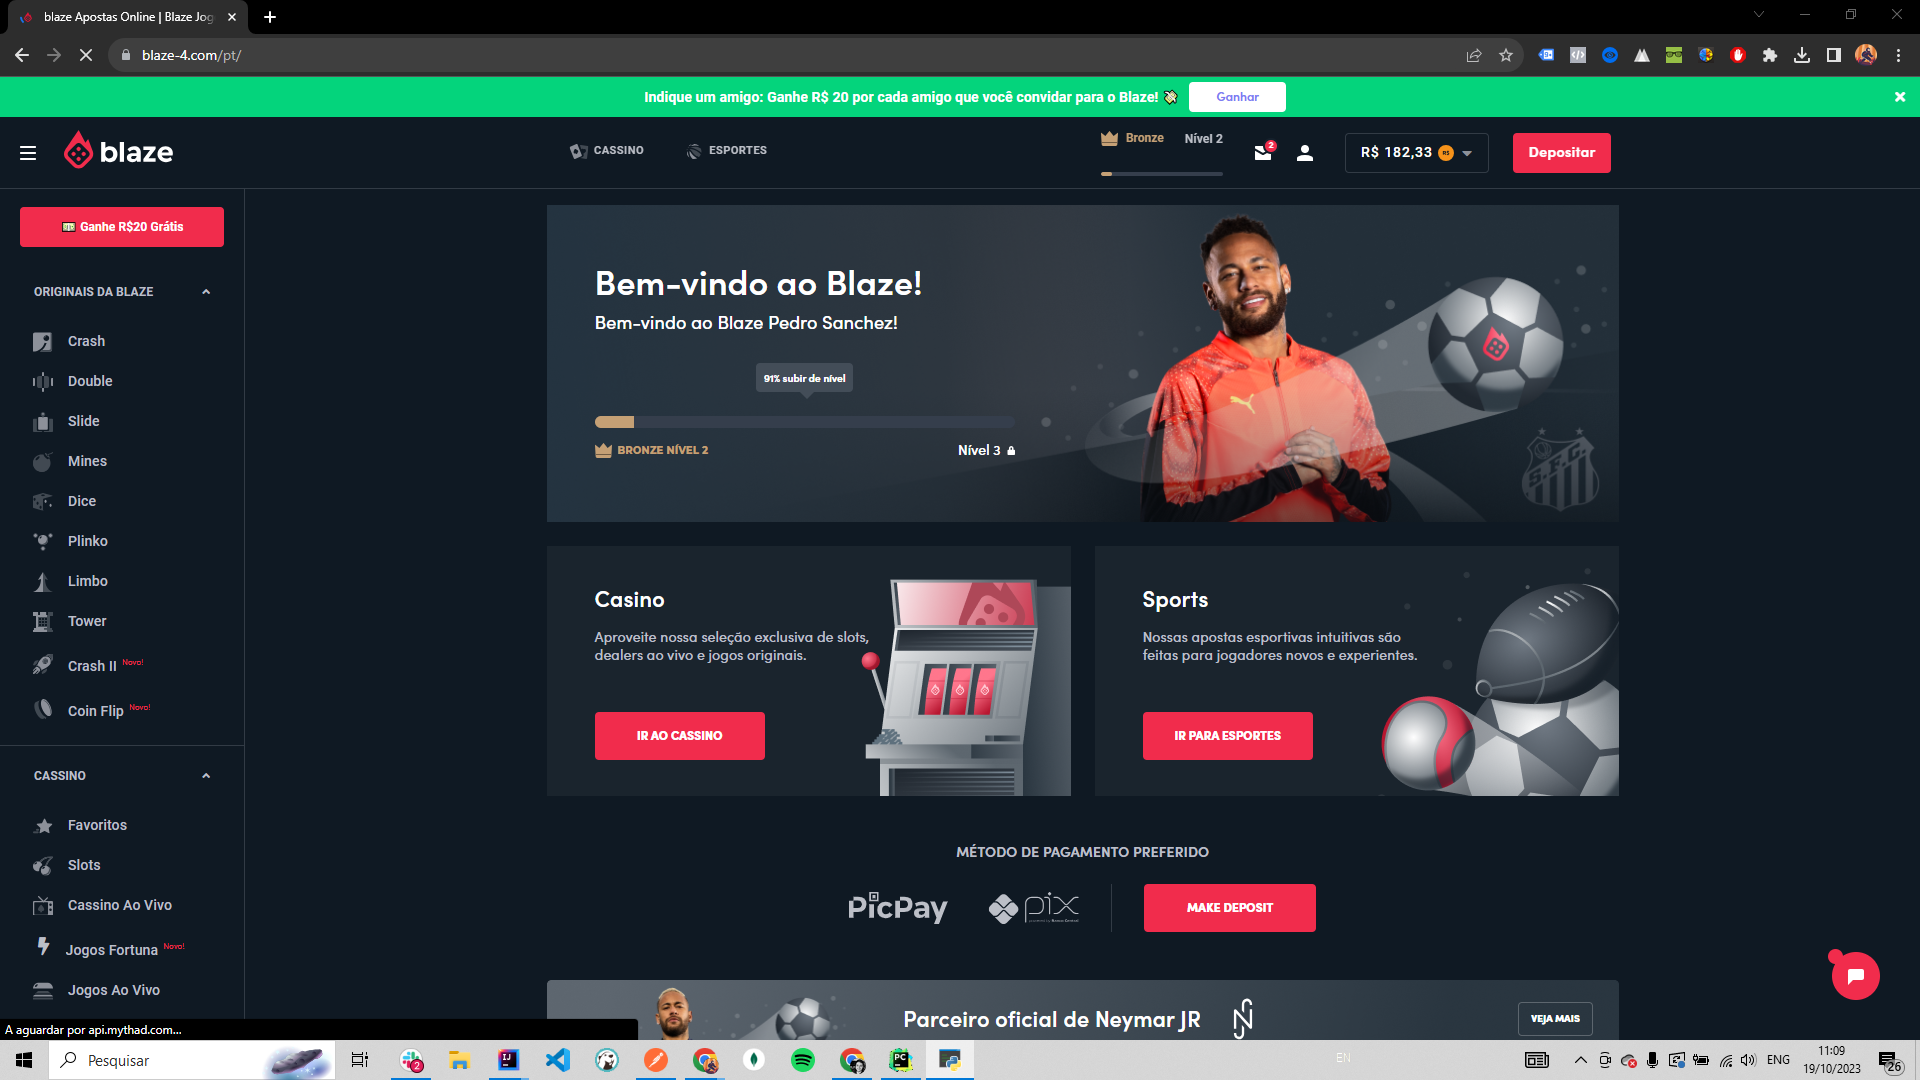 blaze Apostas Online | Blaze Jog
blaze-4.com/pt/
Indique um amigo: Ganhe R$ 20 por cada amigo que você convidar para o Blaze!
Ganhar
blaze
CASSINO
ESPORTES
Bronze
Nível 2
2
R$ 182,33
R$
Depositar
Ganhe R$20 Grátis
ORIGINAIS DA BLAZE
Crash
Double
Slide
Mines
Dice
Plinko
Limbo
Tower
Crash II Novo!
Coin Flip Novo!
CASSINO
Favoritos
Slots
Cassino Ao Vivo
Jogos Fortuna Novo!
Jogos Ao Vivo
Bem-vindo ao Blaze!
Bem-vindo ao Blaze Pedro Sanchez!
91% subir de nível
BRONZE NÍVEL 2
Nível 3
Casino
Aproveite nossa seleção exclusiva de slots,
dealers ao vivo e jogos originais.
IR AO CASSINO
Sports
Nossas apostas esportivas intuitivas são
feitas para jogadores novos e experientes.
IR PARA ESPORTES
MÉTODO DE PAGAMENTO PREFERIDO
PicPay
pix
MAKE DEPOSIT
Parceiro oficial de Neymar JR
VEJA MAIS
A aguardar por api.mythad.com...
Pesquisar
2
IJ
PC
EN
ENG
11:09
19/10/2023
26